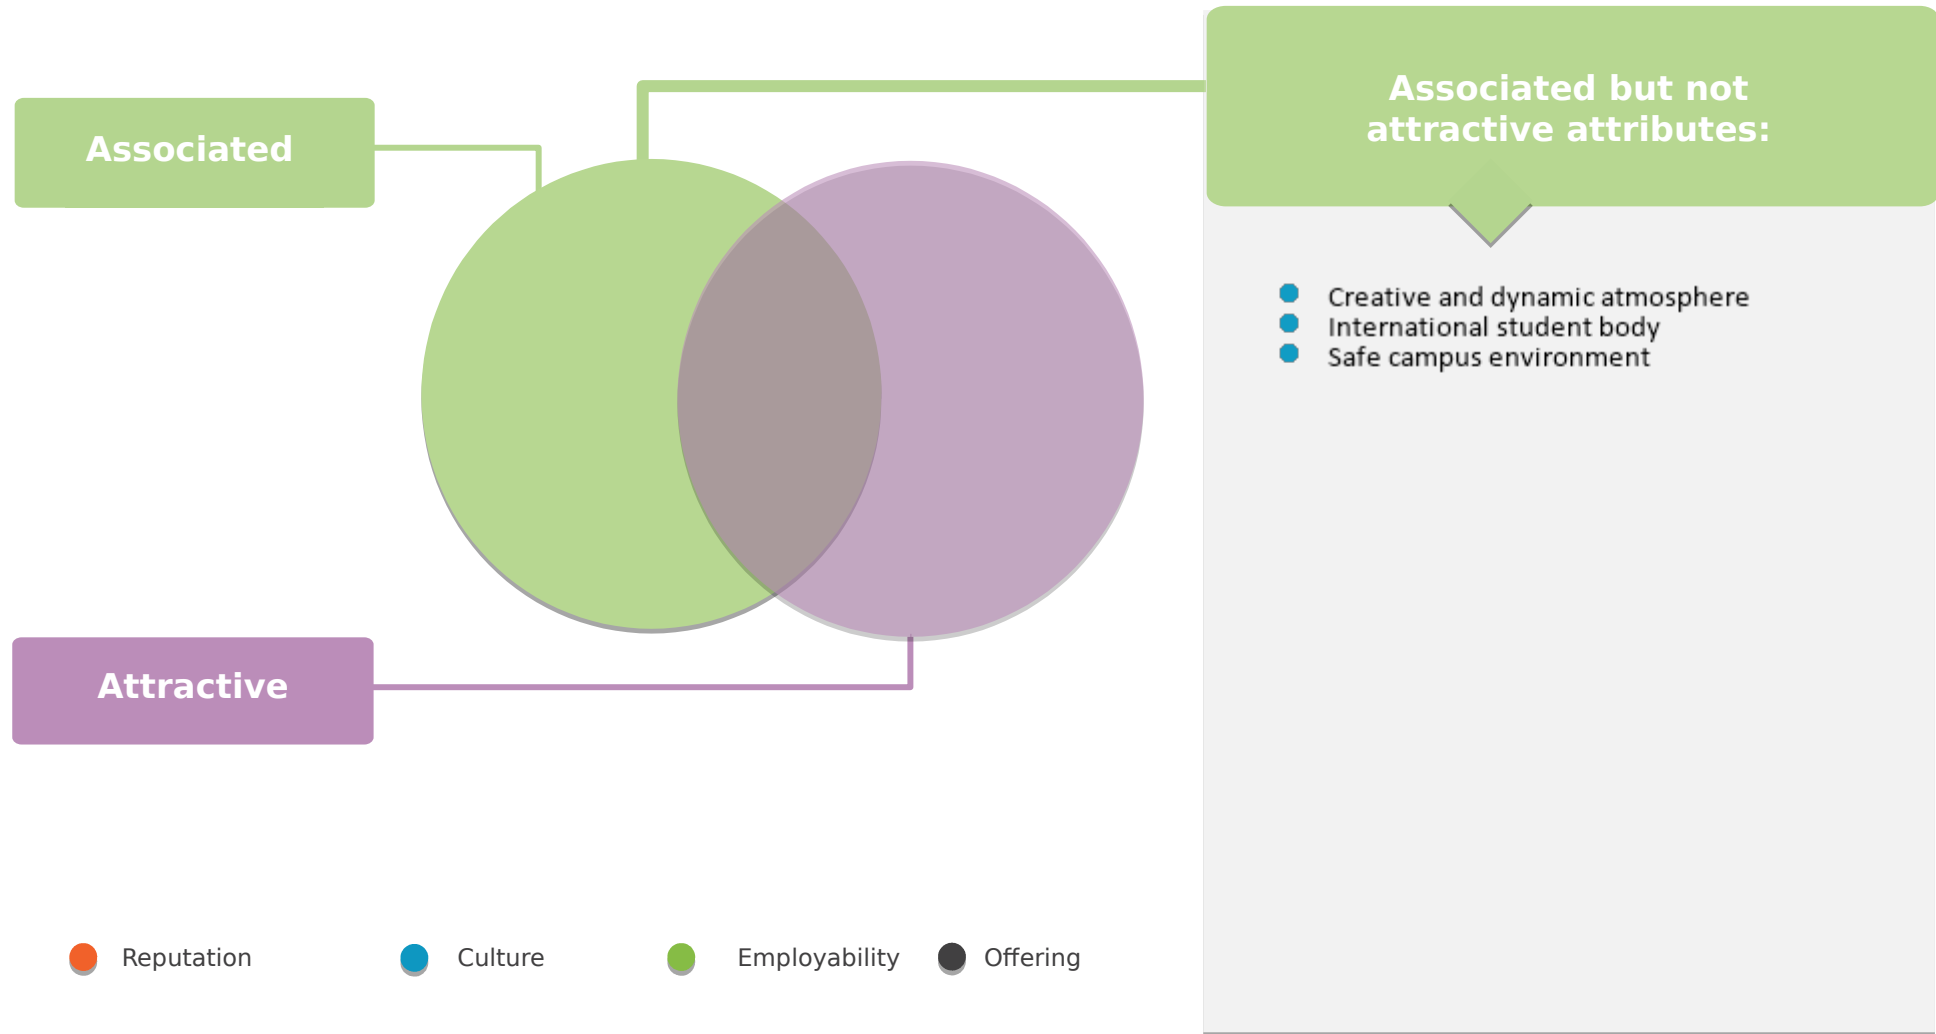 Associated but not
attractive attributes:
Associated
Creative and dynamic atmosphere
International student body
Safe campus environment
Attractive
Reputation
Culture
Employability
Offering